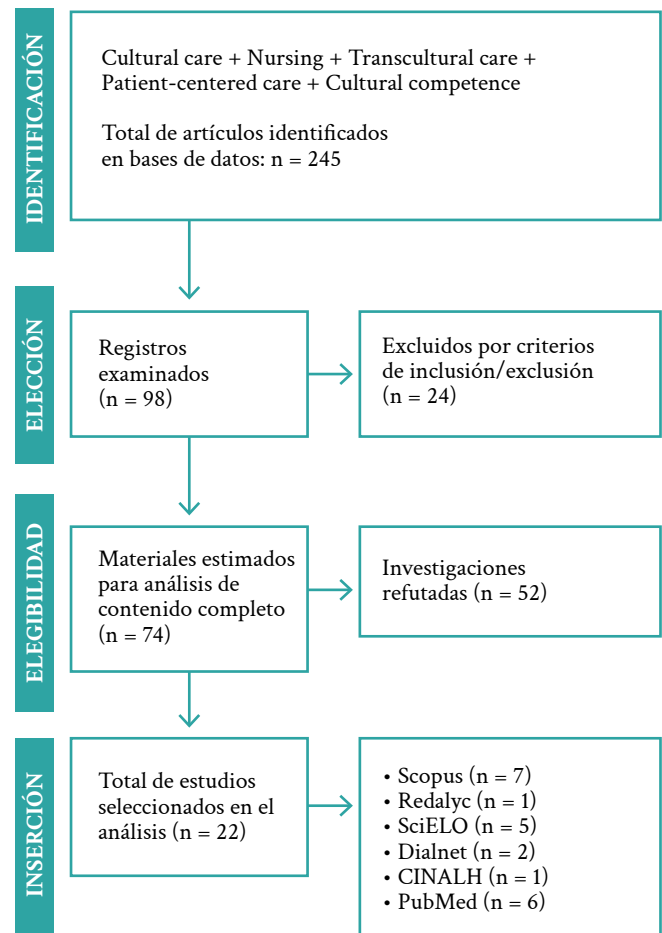 IDENTIFICACIÓN
Cultural care + Nursing + Transcultural care +
Patient-centered care + Cultural competence
Total de artículos identificados
en bases de datos: n = 245
ELECCIÓN
Registros
examinados
(n = 98)
Excluidos por criterios
de inclusión/exclusión
(n = 24)
ELEGIBILIDAD
Materiales estimados
para análisis de
contenido completo
(n = 74)
Investigaciones
refutadas (n = 52)
INSERCIÓN
Total de estudios
seleccionados en el
análisis (n = 22)
• Scopus (n = 7)
• Redalyc (n = 1)
• SciELO (n = 5)
• Dialnet (n = 2)
• CINALH (n = 1)
• PubMed (n = 6)